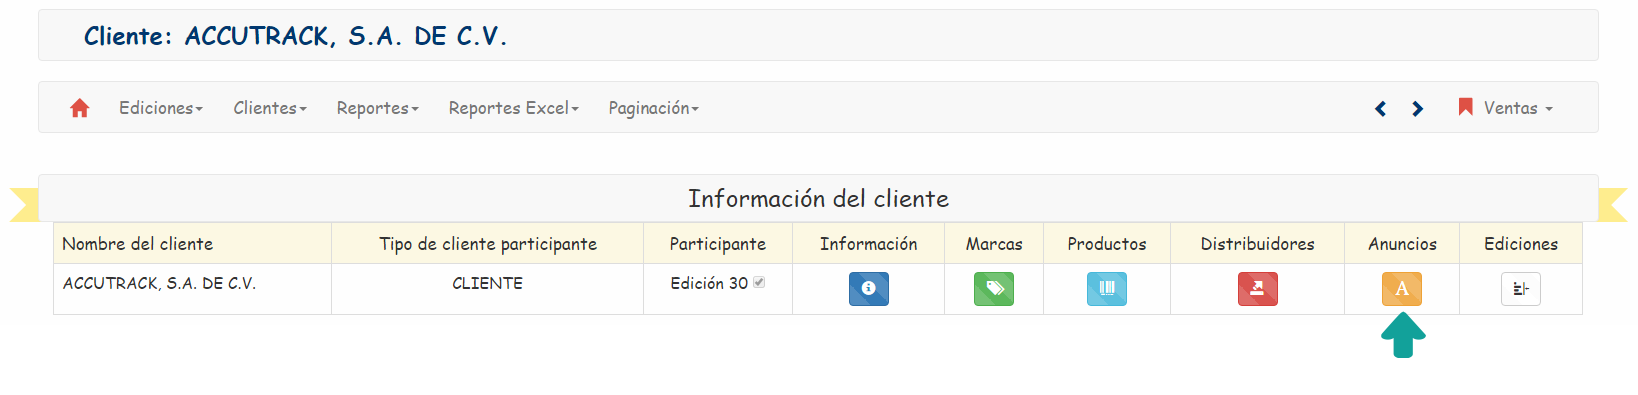 Cliente: ACCUTRACK, S.A. DE C.V.
Ediciones Clientes Reportes Reportes Excel Paginación Ventas
Información del cliente
Nombre del cliente Tipo de cliente participante Participante Información Marcas Productos Distribuidores Anuncios Ediciones
ACCUTRACK, S.A. DE C.V. CLIENTE Edición 30 A